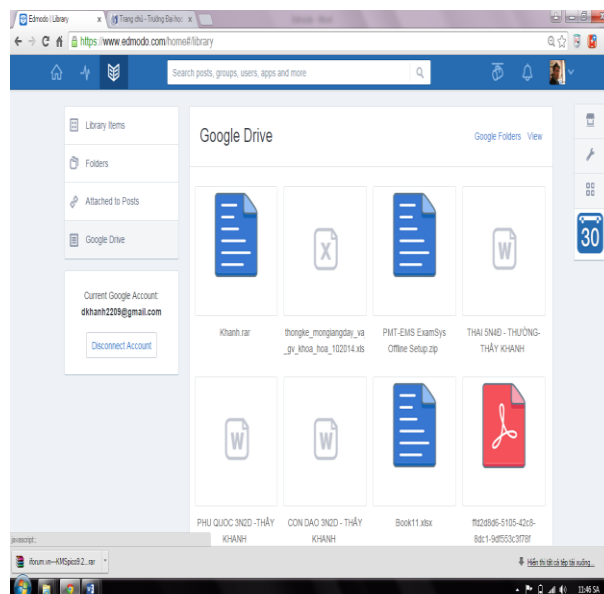 Edmodo | Library
Trang chủ - Trường Đại học
https://www.edmodo.com/home#/library
Search posts, groups, users, apps and more
Library Items
Folders
Attached to Posts
Google Drive
Current Google Account:
dkhanh2209@gmail.com
Disconnect Account
Google Drive
Google Folders View
30
Khanh.rar
thongke_mongiangday_va
_gv_khoa_hoa_102014.xls
PMT-EMS ExamSys
Offline Setup.zip
THAI 5N4Đ - THƯỜNG-
THẦY KHANH
X
W
W
W
PHU QUOC 3N2D -THẦY
KHANH
CON DAO 3N2D - THẦY
KHANH
Book11.xlsx
ffd2d8d6-5105-42c8-
8dc1-9df553c3f78f
javascript:;
iforum.vn---KMSpico9.2...rar
Hiển thị tất cả tệp tải xuống...
11:46 SA